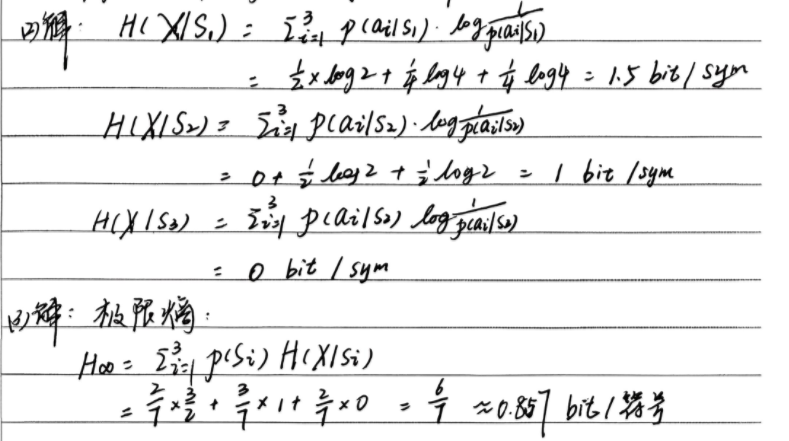 (2)解: H(X|S₁) = Σ³ᵢ₌₁ p(aᵢ|S₁)·log 1/p(aᵢ|S₁)
= 1/2×log2 + 1/4 log4 + 1/4 log4 = 1.5 bit/sym
H(X|S₂) = Σ³ᵢ₌₁ p(aᵢ|S₂)·log 1/p(aᵢ|S₂)
= 0 + 1/2 log2 + 1/2 log2 = 1 bit/sym
H(X|S₃) = Σ³ᵢ₌₁ p(aᵢ|S₂) log 1/p(aᵢ|S₂)
= 0 bit/sym
(3)解: 极限熵:
H∞ = Σ³ᵢ₌₁ p(Sᵢ) H(X|Sᵢ)
= 2/7×3/2 + 3/7×1 + 2/7×0 = 6/7 ≈0.857 bit/符号